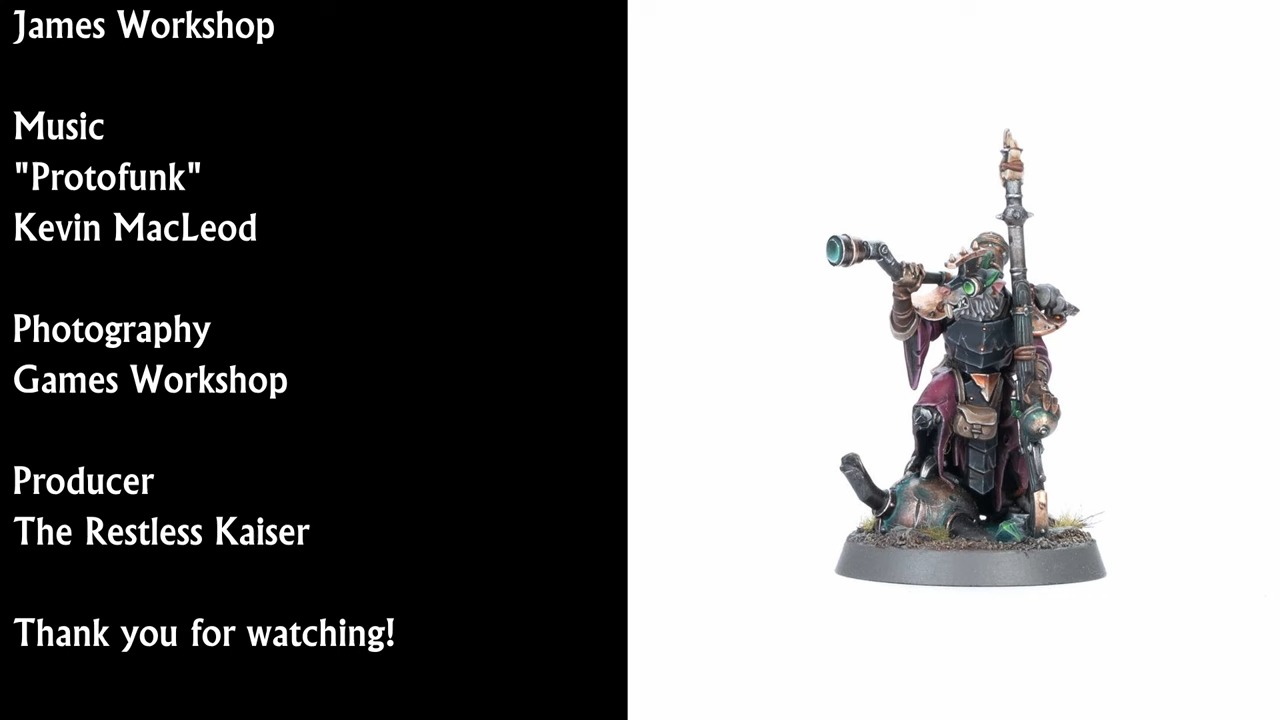 James Workshop
Music
"Protofunk"
Kevin MacLeod
Photography
Games Workshop
Producer
The Restless Kaiser
Thank you for watching!